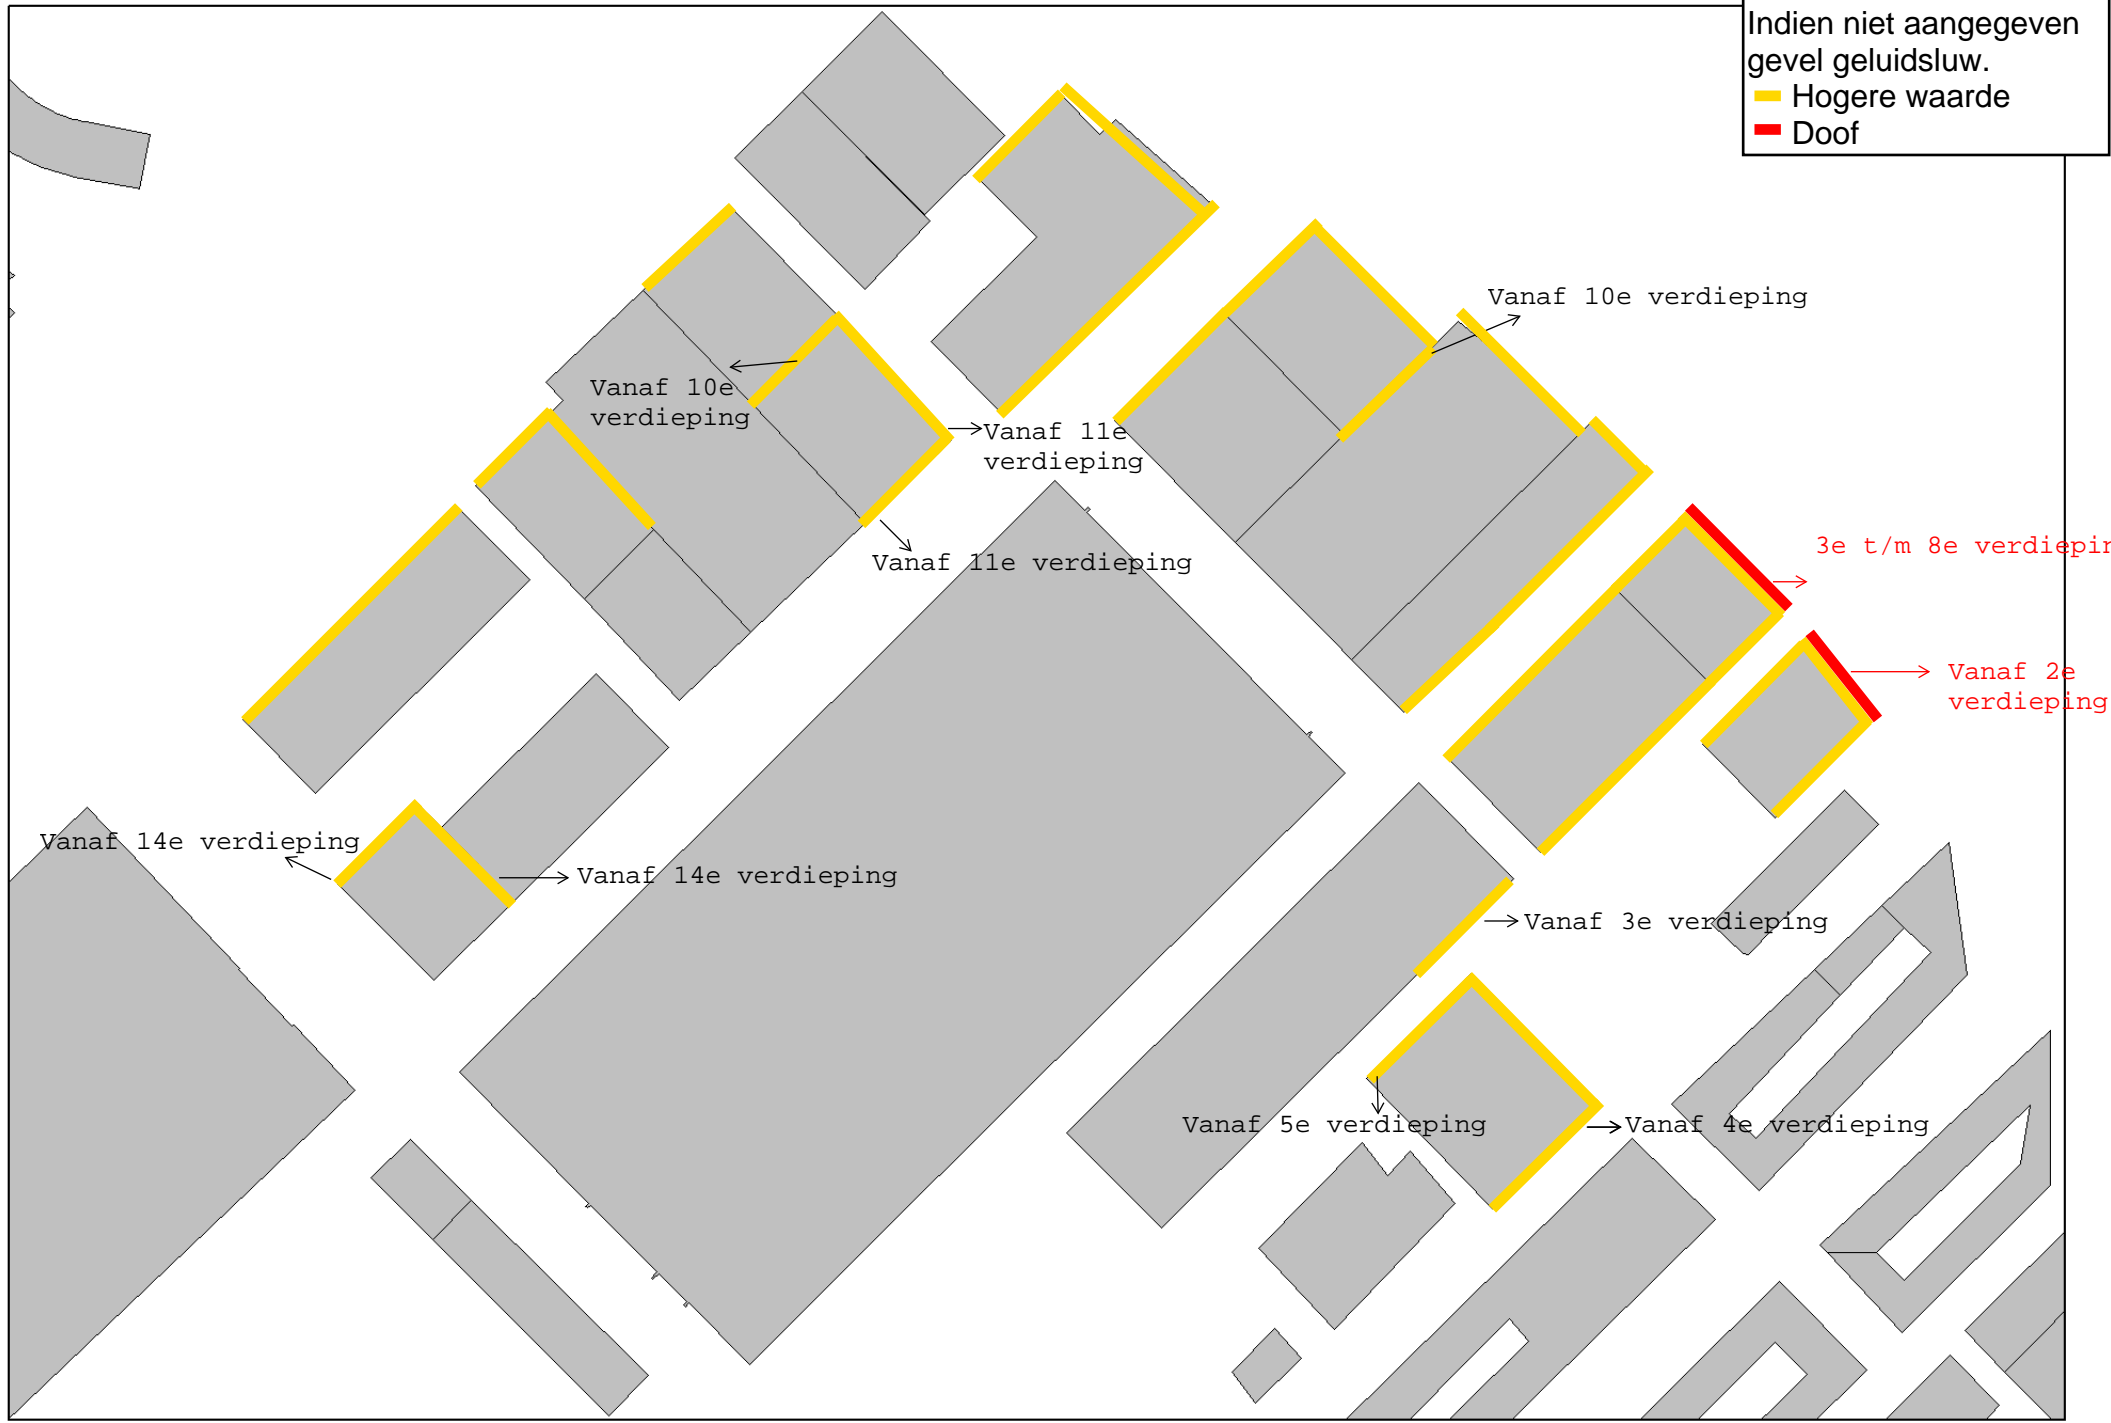 Indien niet aangegeven
gevel geluidsluw.
Hogere waarde
Doof
Vanaf 10e verdieping
Vanaf 10e
verdieping
Vanaf 11e
verdieping
Vanaf 11e verdieping
3e t/m 8e verdiepin
Vanaf 2e
verdieping
Vanaf 14e verdieping
Vanaf 14e verdieping
Vanaf 3e verdieping
Vanaf 5e verdieping
Vanaf 4e verdieping